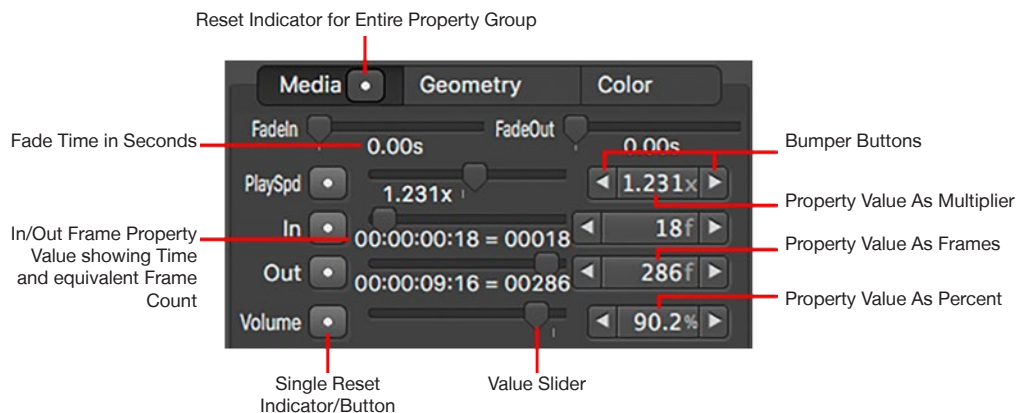 Reset Indicator for Entire Property Group
Media Geometry Color
FadeIn FadeOut
Fade Time in Seconds 0.00s 0.00s Bumper Buttons
PlaySpd 1.231x 1.231x
Property Value As Multiplier
In/Out Frame Property
Value showing Time
and equivalent Frame
Count
In 00:00:00:18 = 00018 18f
Property Value As Frames
Out 00:00:09:16 = 00286 286f
Property Value As Percent
Volume 90.2%
Single Reset
Indicator/Button
Value Slider